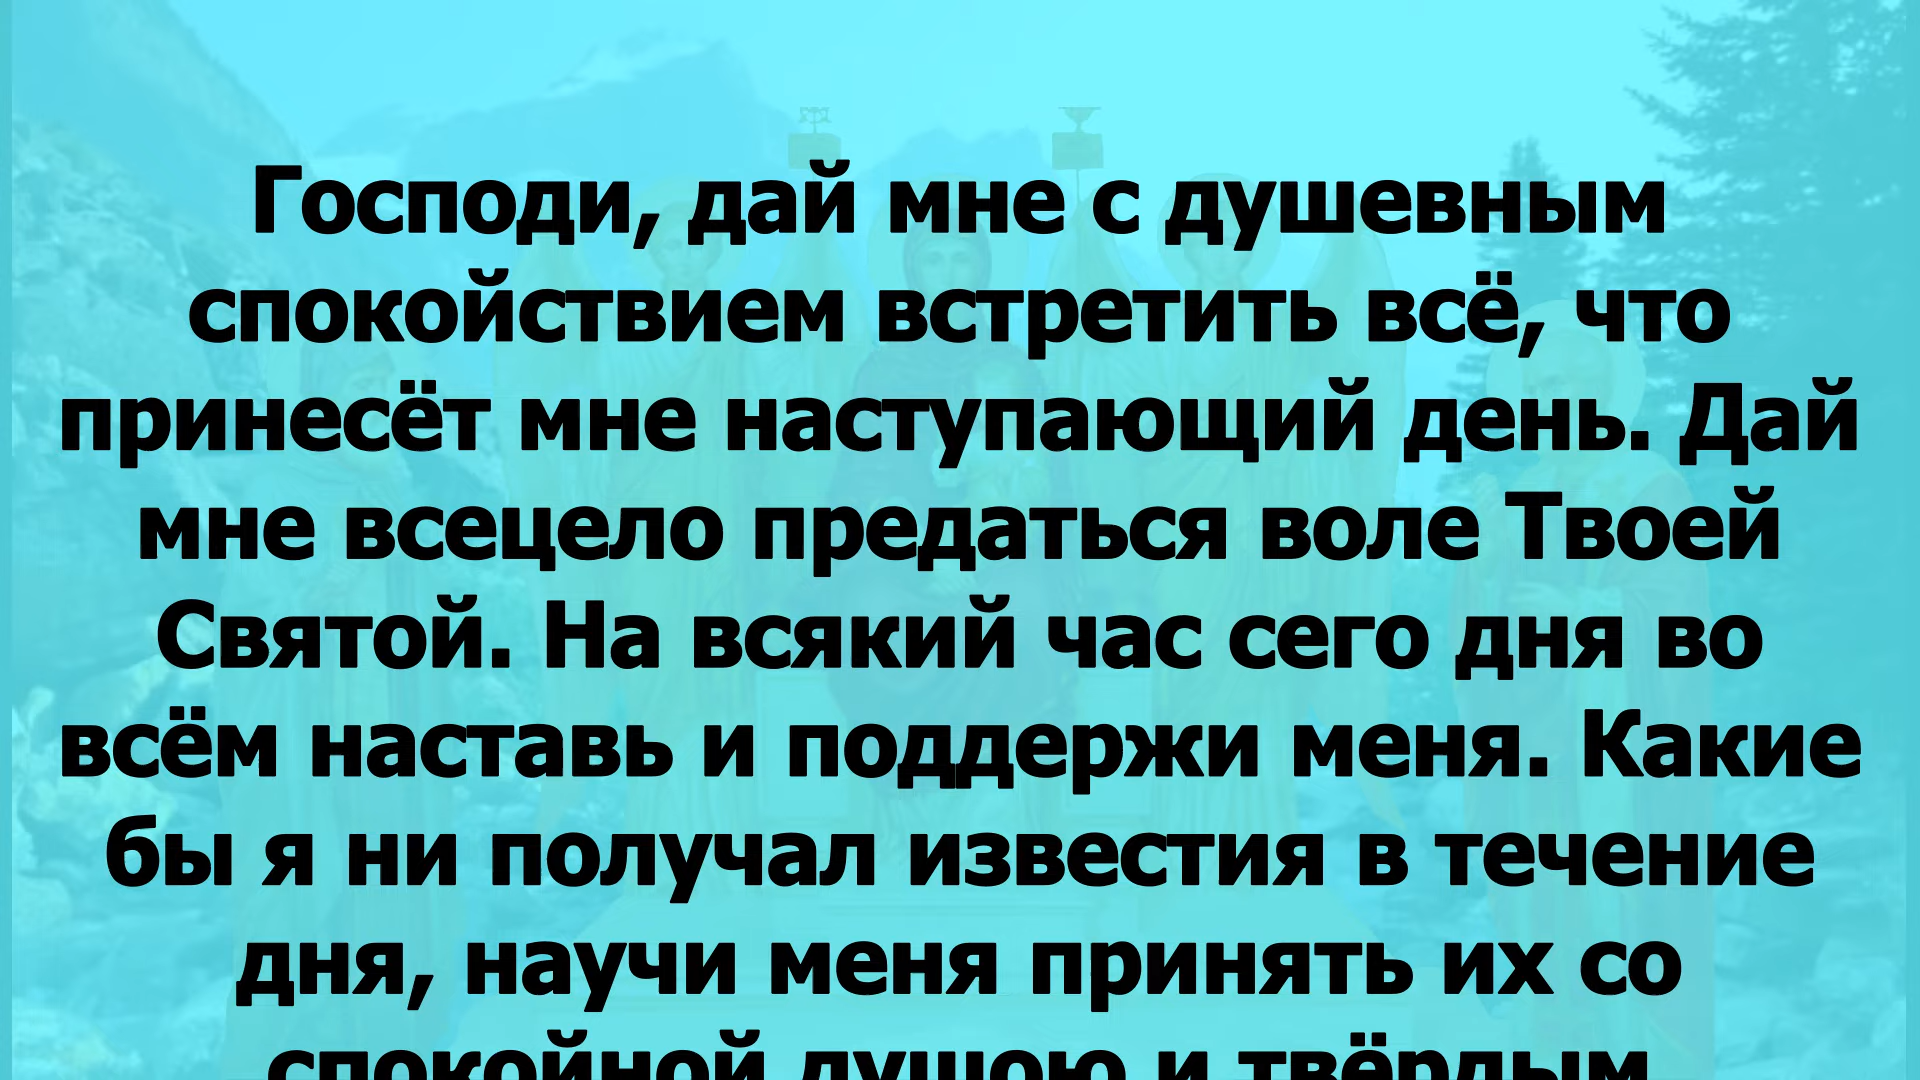 Господи, дай мне с душевным
спокойствием встретить всё, что
принесёт мне наступающий день. Дай
мне всецело предаться воле Твоей
Святой. На всякий час сего дня во
всём наставь и поддержи меня. Какие
бы я ни получал известия в течение
дня, научи меня принять их со
спокойной душою и твёрдым